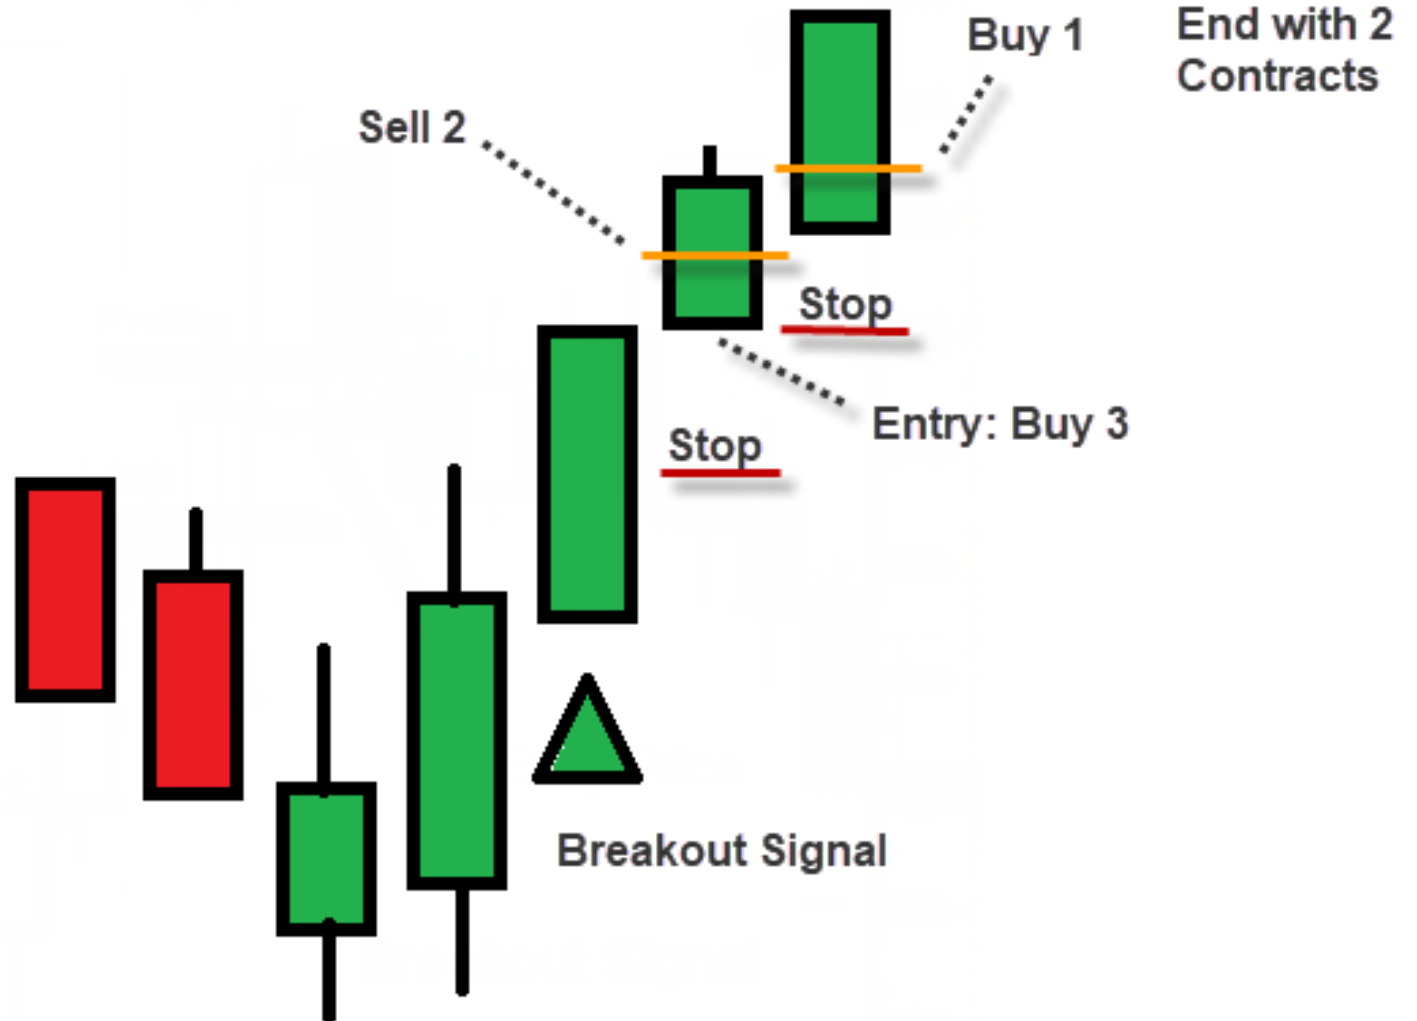 Buy 1
End with 2
Contracts
Sell 2
Stop
Entry: Buy 3
Stop
Breakout Signal